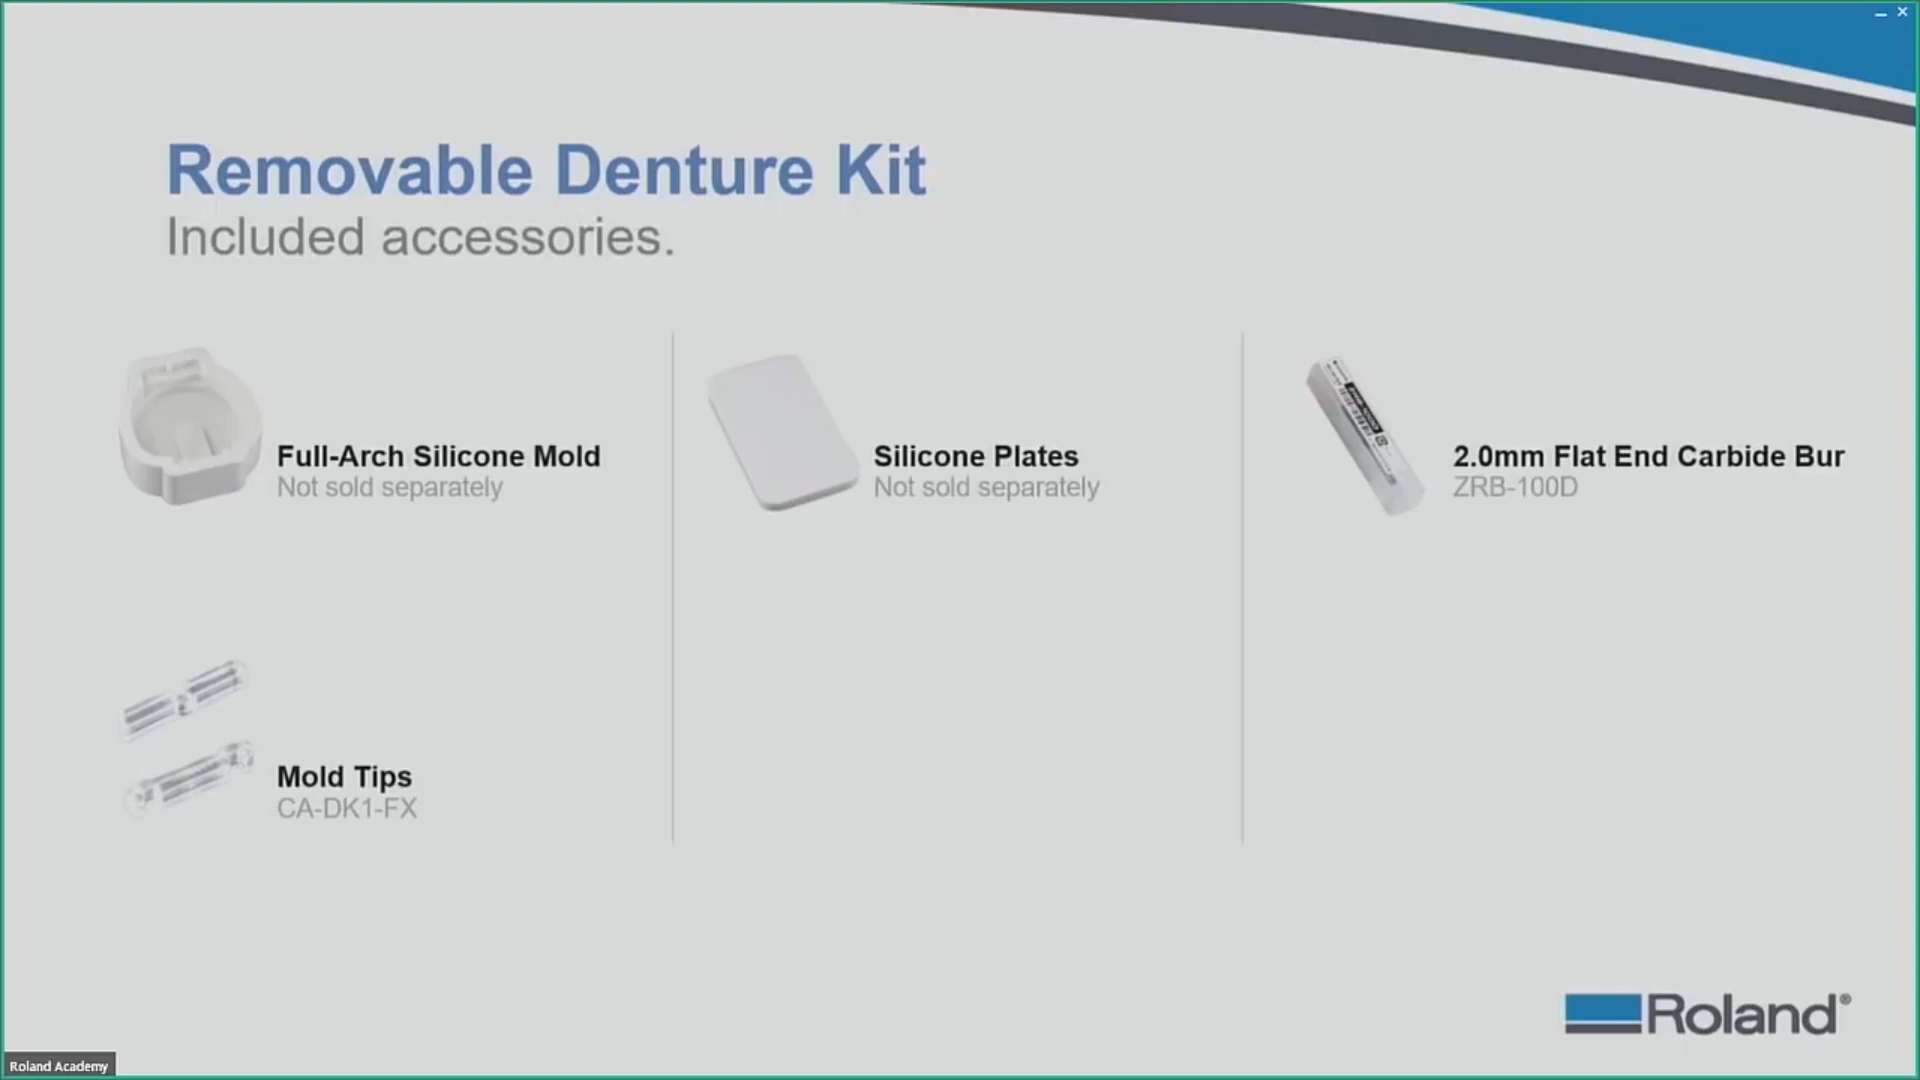 Removable Denture Kit
Included accessories.
Full-Arch Silicone Mold
Not sold separately
Silicone Plates
Not sold separately
2.0mm Flat End Carbide Bur
ZRB-100D
Mold Tips
CA-DK1-FX
Roland®
Roland Academy